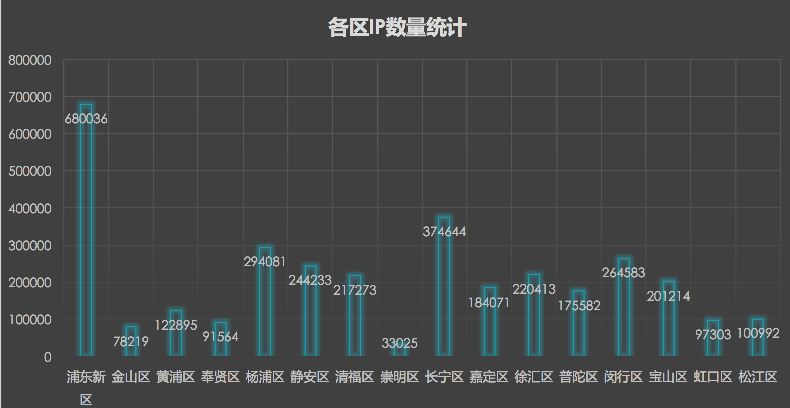 各区IP数量统计
800000
700000
600000
500000
400000
300000
200000
100000
0
680036
78219
122895
91564
294081
244233
217273
33025
374644
184071
220413
175582
264583
201214
97303
100992
浦东新区
金山区
黄浦区
奉贤区
杨浦区
静安区
清福区
崇明区
长宁区
嘉定区
徐汇区
普陀区
闵行区
宝山区
虹口区
松江区